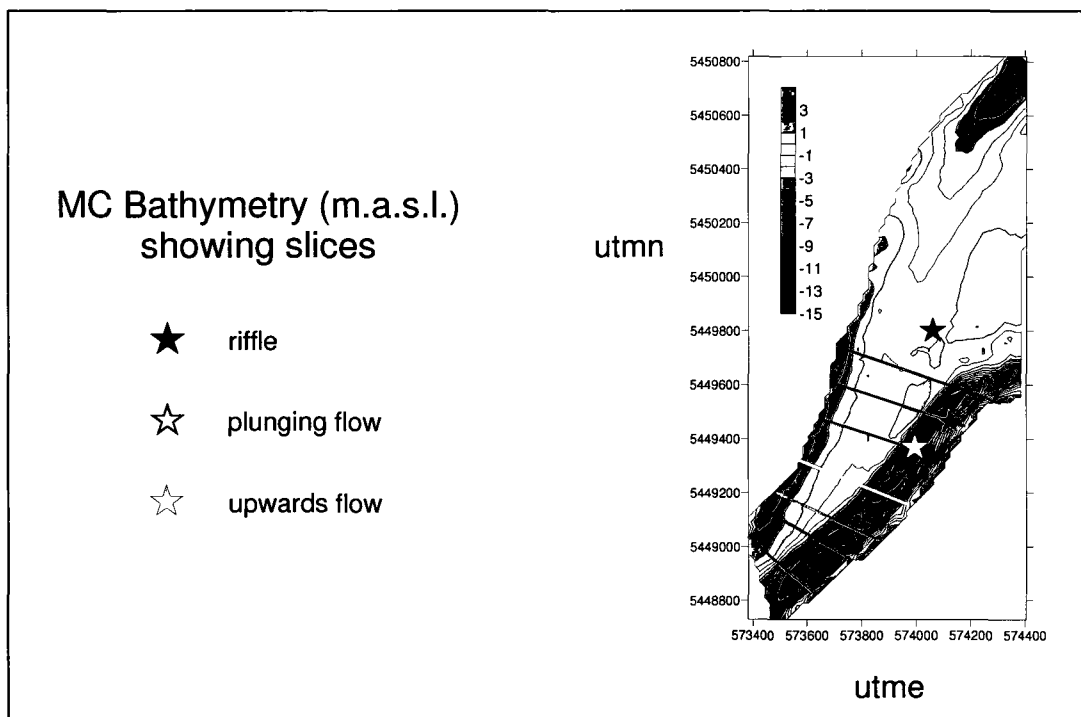 MC Bathymetry (m.a.s.l.)
showing slices
riffle
plunging flow
upwards flow
utmn
5450800
5450600
5450400
5450200
5450000
5449800
5449600
5449400
5449200
5449000
5448800
3
1
-1
-3
-5
-7
-9
-11
-13
-15
573400 573600 573800 574000 574200 574400
utme